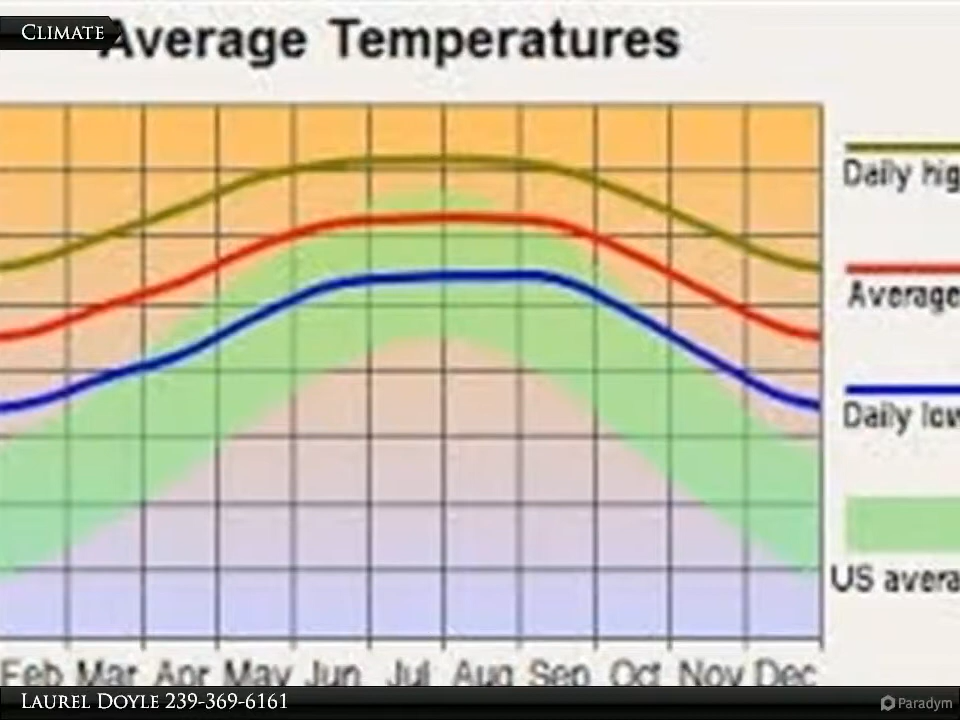 CLIMATE
Average Temperatures
Daily hig
Average
Daily low
US avera
Feb Mar Apr May Jun Jul Aug Sep Oct Nov Dec
LAUREL DOYLE 239-369-6161
Paradym